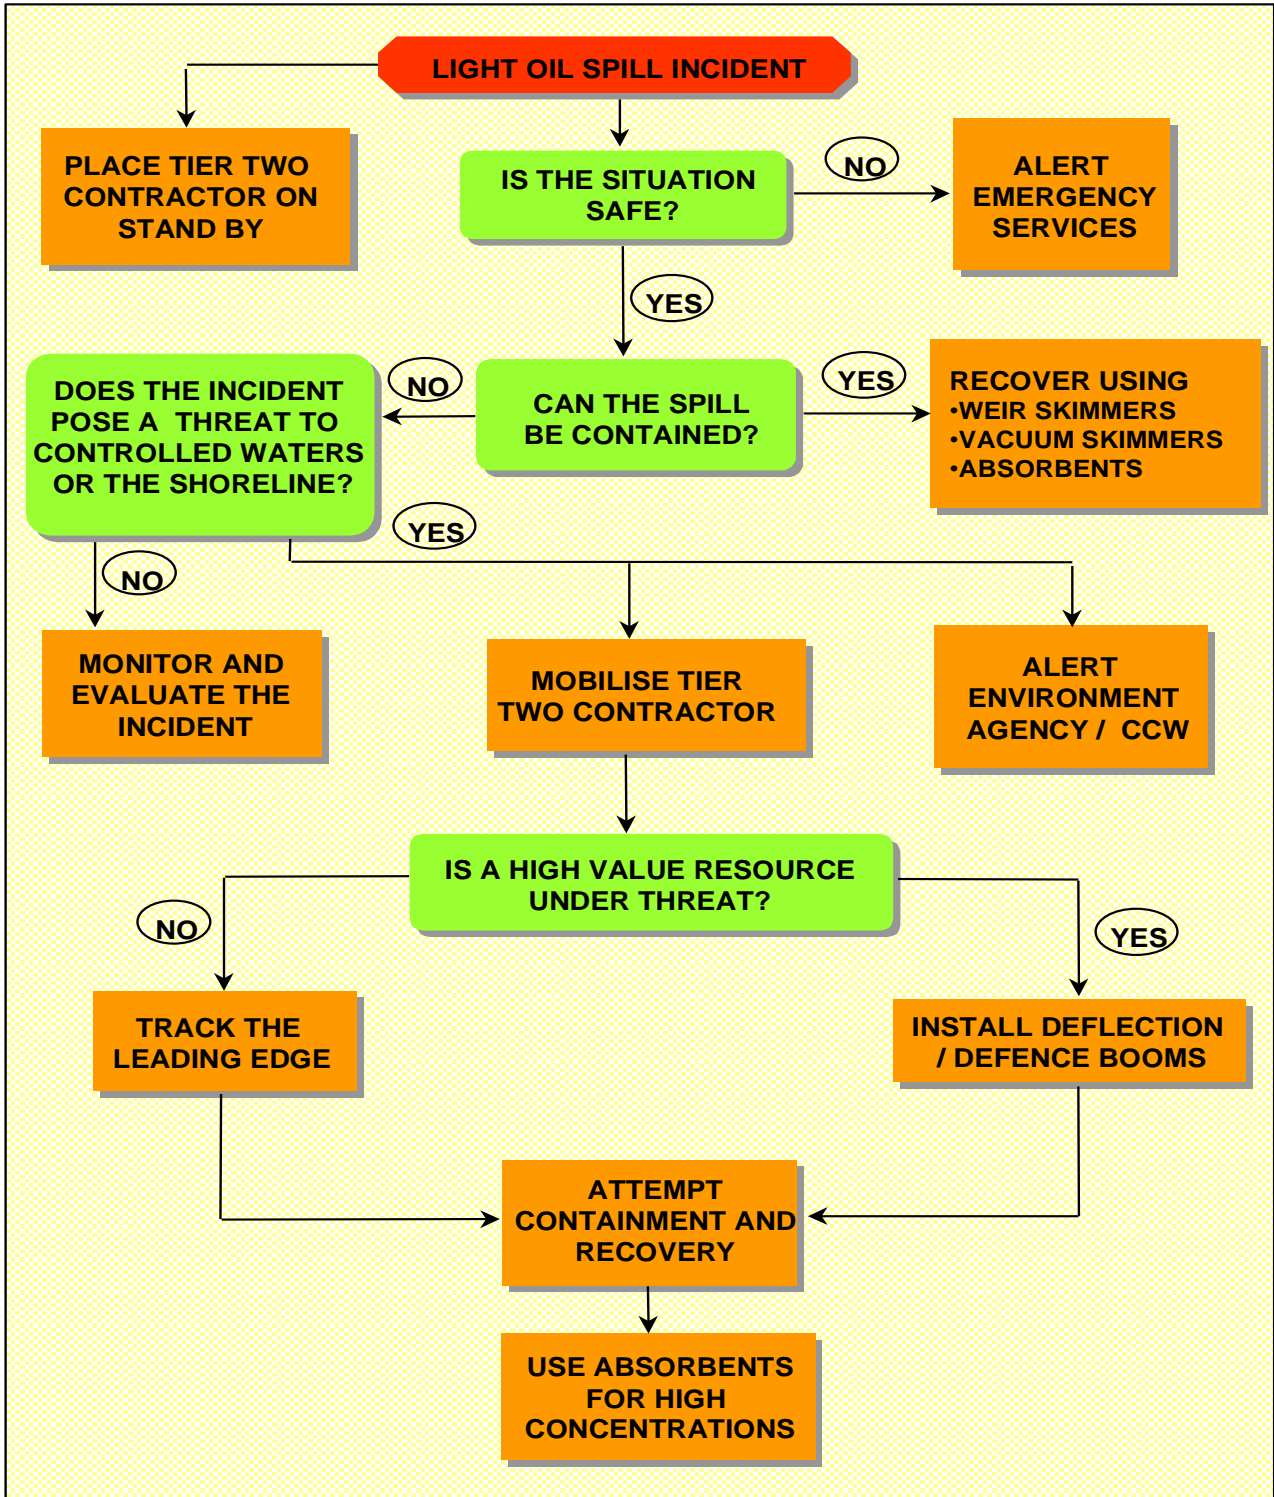 LIGHT OIL SPILL INCIDENT
PLACE TIER TWO
CONTRACTOR ON
STAND BY
IS THE SITUATION
SAFE?
NO
ALERT
EMERGENCY
SERVICES
YES
DOES THE INCIDENT
POSE A THREAT TO
CONTROLLED WATERS
OR THE SHORELINE?
NO
CAN THE SPILL
BE CONTAINED?
YES
RECOVER USING
•WEIR SKIMMERS
•VACUUM SKIMMERS
•ABSORBENTS
YES
NO
MONITOR AND
EVALUATE THE
INCIDENT
MOBILISE TIER
TWO CONTRACTOR
ALERT
ENVIRONMENT
AGENCY / CCW
IS A HIGH VALUE RESOURCE
UNDER THREAT?
NO
YES
TRACK THE
LEADING EDGE
INSTALL DEFLECTION
/ DEFENCE BOOMS
ATTEMPT
CONTAINMENT AND
RECOVERY
USE ABSORBENTS
FOR HIGH
CONCENTRATIONS